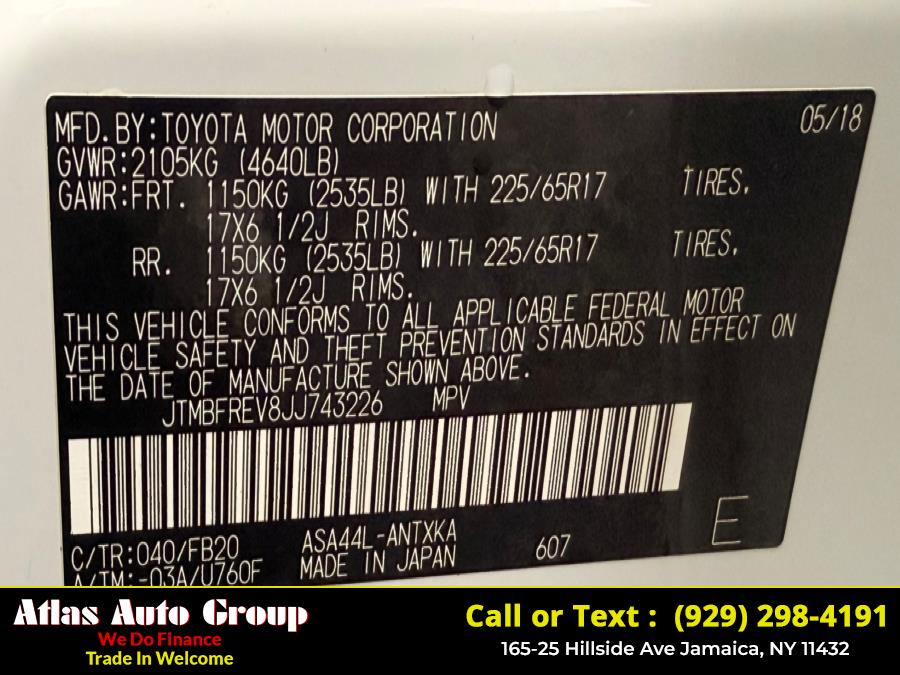 MFD.BY:TOYOTA MOTOR CORPORATION 05/18
GVWR:2105KG (4640LB)
GAWR:FRT. 1150KG (2535LB) WITH 225/65R17 TIRES,
17X6 1/2J RIMS.
RR. 1150KG (2535LB) WITH 225/65R17 TIRES,
17X6 1/2J RIMS.
THIS VEHICLE CONFORMS TO ALL APPLICABLE FEDERAL MOTOR
VEHICLE SAFETY AND THEFT PREVENTION STANDARDS IN EFFECT ON
THE DATE OF MANUFACTURE SHOWN ABOVE.
JTMBFREV8JJ743226 MPV
C/TR:040/FB20 ASA44L-ANTXKA 607 E
A/TM:-03A/U760F MADE IN JAPAN
Atlas Auto Group
We Do Finance
Trade In Welcome
Call or Text : (929) 298-4191
165-25 Hillside Ave Jamaica, NY 11432